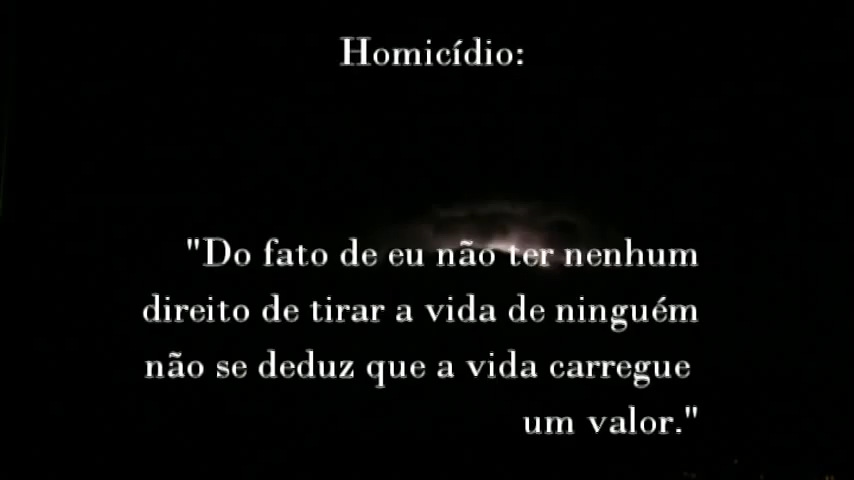 Homicídio:
"Do fato de eu não ter nenhum
direito de tirar a vida de ninguém
não se deduz que a vida carregue
um valor."